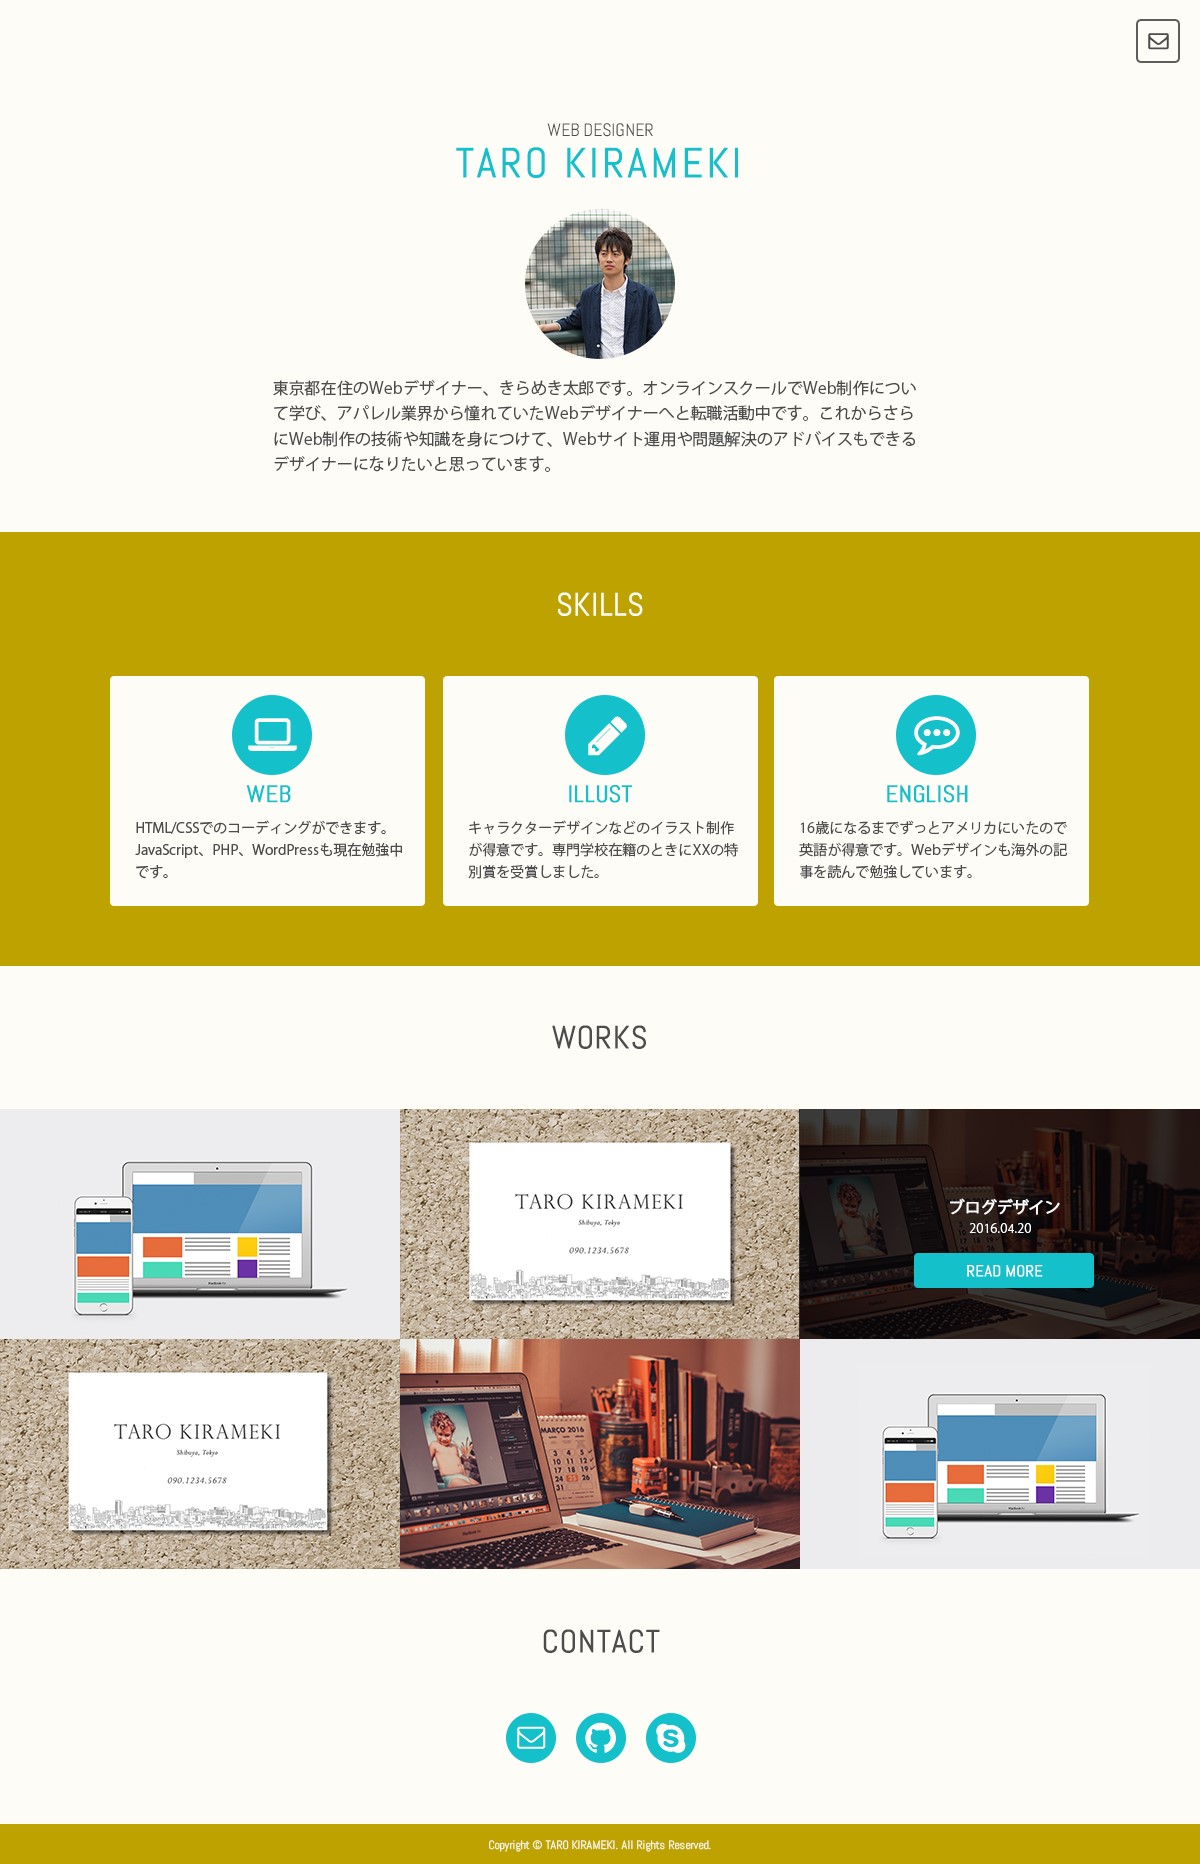 WEB DESIGNER
TARO KIRAMEKI
東京都在住のWebデザイナー、きらめき太郎です。オンラインスクールでWeb制作につい
て学び、アパレル業界から憧れていたWebデザイナーへと転職活動中です。これからさら
にWeb制作の技術や知識を身につけて、Webサイト運用や問題解決のアドバイスもできる
デザイナーになりたいと思っています。
SKILLS
WEB
HTML/CSSでのコーディングができます。
JavaScript、PHP、WordPressも現在勉強中
です。
ILLUST
キャラクターデザインなどのイラスト制作
が得意です。専門学校在籍のときにXXの特
別賞を受賞しました。
ENGLISH
16歳になるまでずっとアメリカにいたので
英語が得意です。Webデザインも海外の記
事を読んで勉強しています。
WORKS
TARO KIRAMEKI
Shibuya, Tokyo
090.1234.5678
ブログデザイン
2016.04.20
READ MORE
TARO KIRAMEKI
Shibuya, Tokyo
090.1234.5678
MARÇO 2016
CONTACT
Copyright © TARO KIRAMEKI. All Rights Reserved.